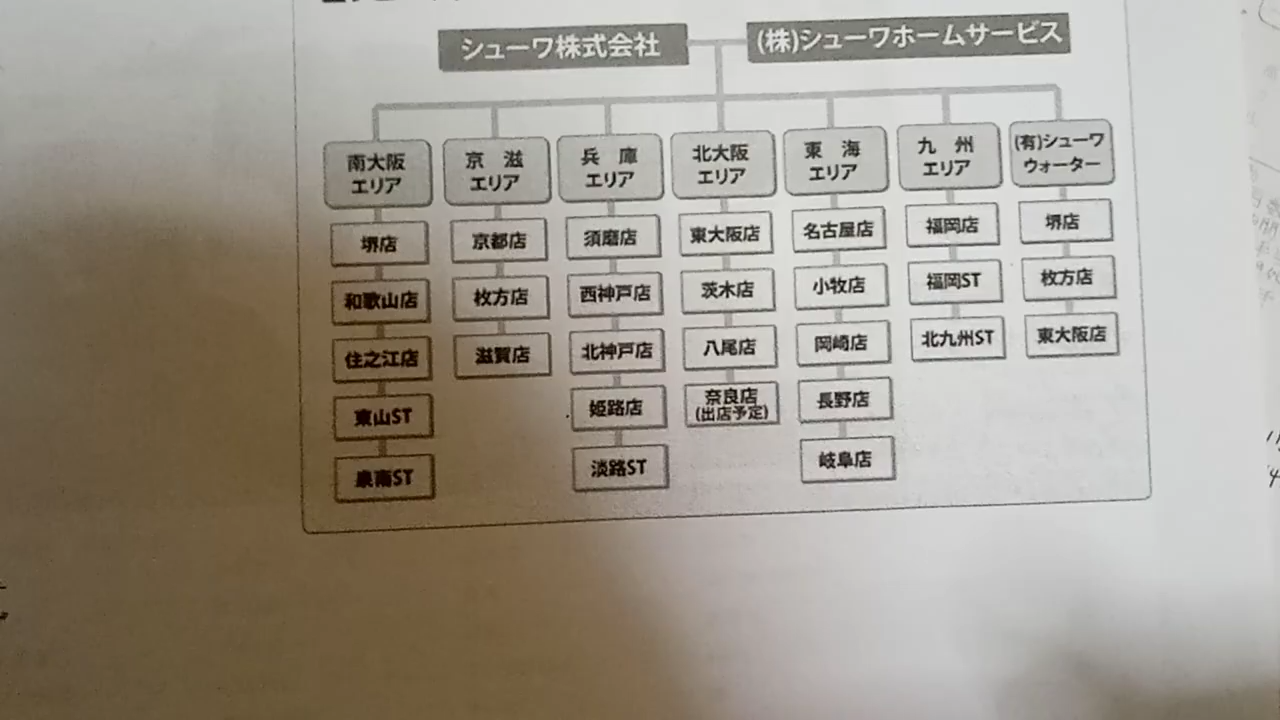 シューワ株式会社
(株)シューワホームサービス
南大阪
エリア
堺店
和歌山店
住之江店
東山ST
泉南ST
京 滋
エリア
京都店
枚方店
滋賀店
兵 庫
エリア
須磨店
西神戸店
北神戸店
姫路店
淡路ST
北大阪
エリア
東大阪店
茨木店
八尾店
奈良店
(出店予定)
東 海
エリア
名古屋店
小牧店
岡崎店
長野店
岐阜店
九 州
エリア
福岡店
福岡ST
北九州ST
(有)シューワ
ウォーター
堺店
枚方店
東大阪店